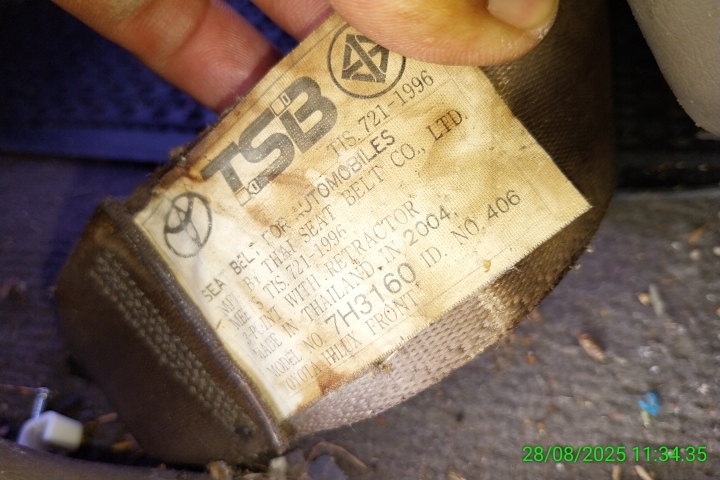 TSB
TIS 721-1996
SEAT BELT FOR AUTOMOBILES
MFD BY THAI SEAT BELT CO., LTD.
MEETS TIS.721-1996
FRONT WITH RETRACTOR
MADE IN THAILAND IN 2004,
MODEL NO. 7H3160 ID. NO. 406
TOYOTA HILUX FRONT
28/08/2025 11:34:35